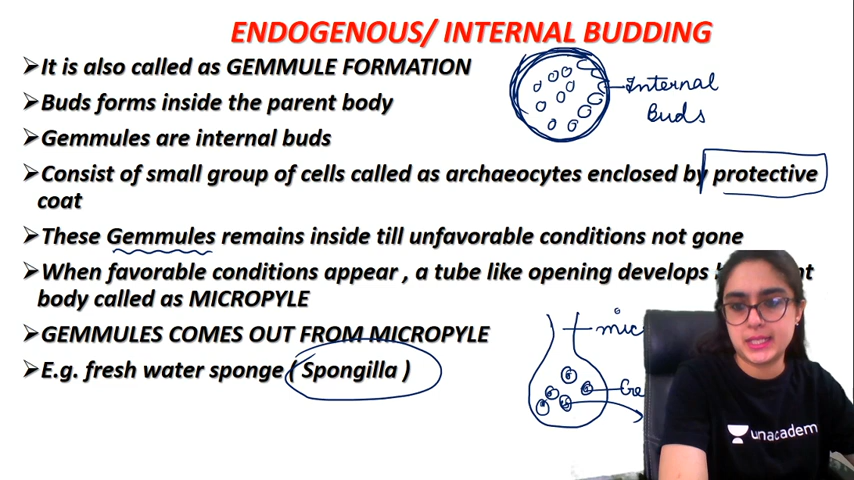 ENDOGENOUS/ INTERNAL BUDDING
➢It is also called as GEMMULE FORMATION
➢Buds forms inside the parent body
➢Gemmules are internal buds
➢Consist of small group of cells called as archaeocytes enclosed by protective
coat
➢These Gemmules remains inside till unfavorable conditions not gone
➢When favorable conditions appear , a tube like opening develops
body called as MICROPYLE
➢GEMMULES COMES OUT FROM MICROPYLE
➢E.g. fresh water sponge ( Spongilla )
Internal
Buds
unacademy